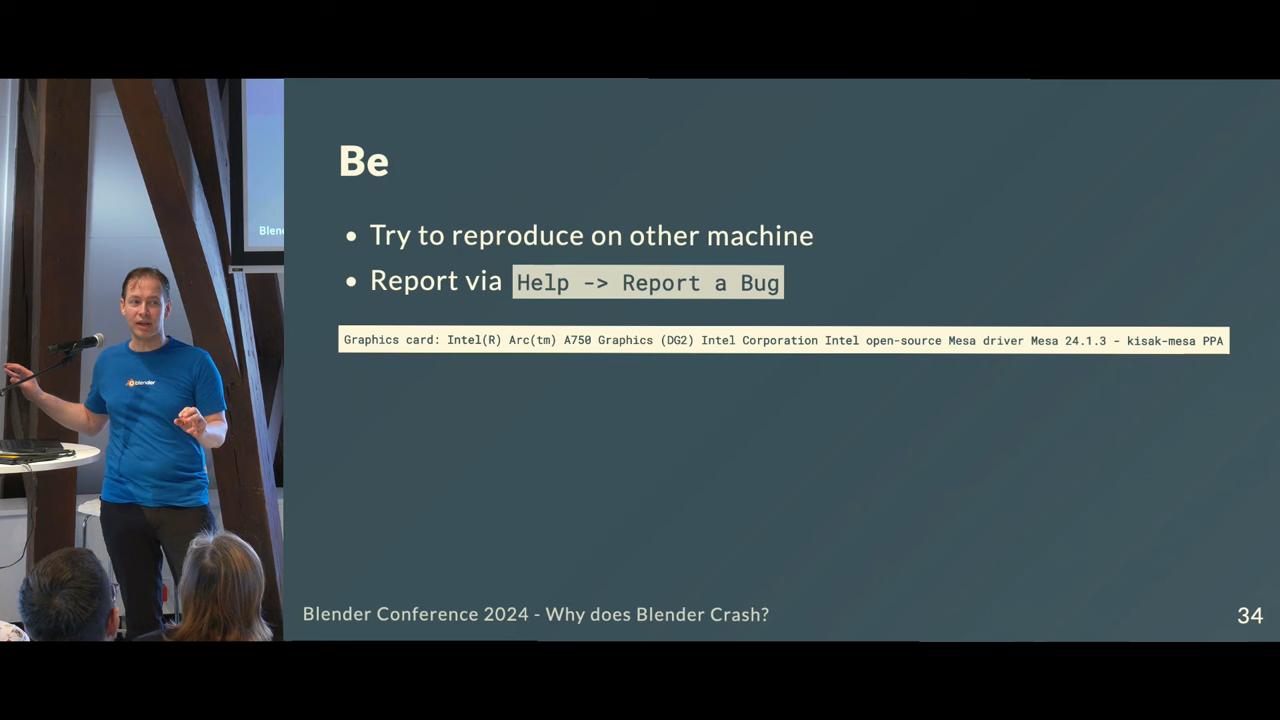 Be
Try to reproduce on other machine
Report via Help -> Report a Bug
Graphics card: Intel(R) Arc(tm) A750 Graphics (DG2) Intel Corporation Intel open-source Mesa driver Mesa 24.1.3 - kisak-mesa PPA
Blender Conference 2024 - Why does Blender Crash?
34
blender